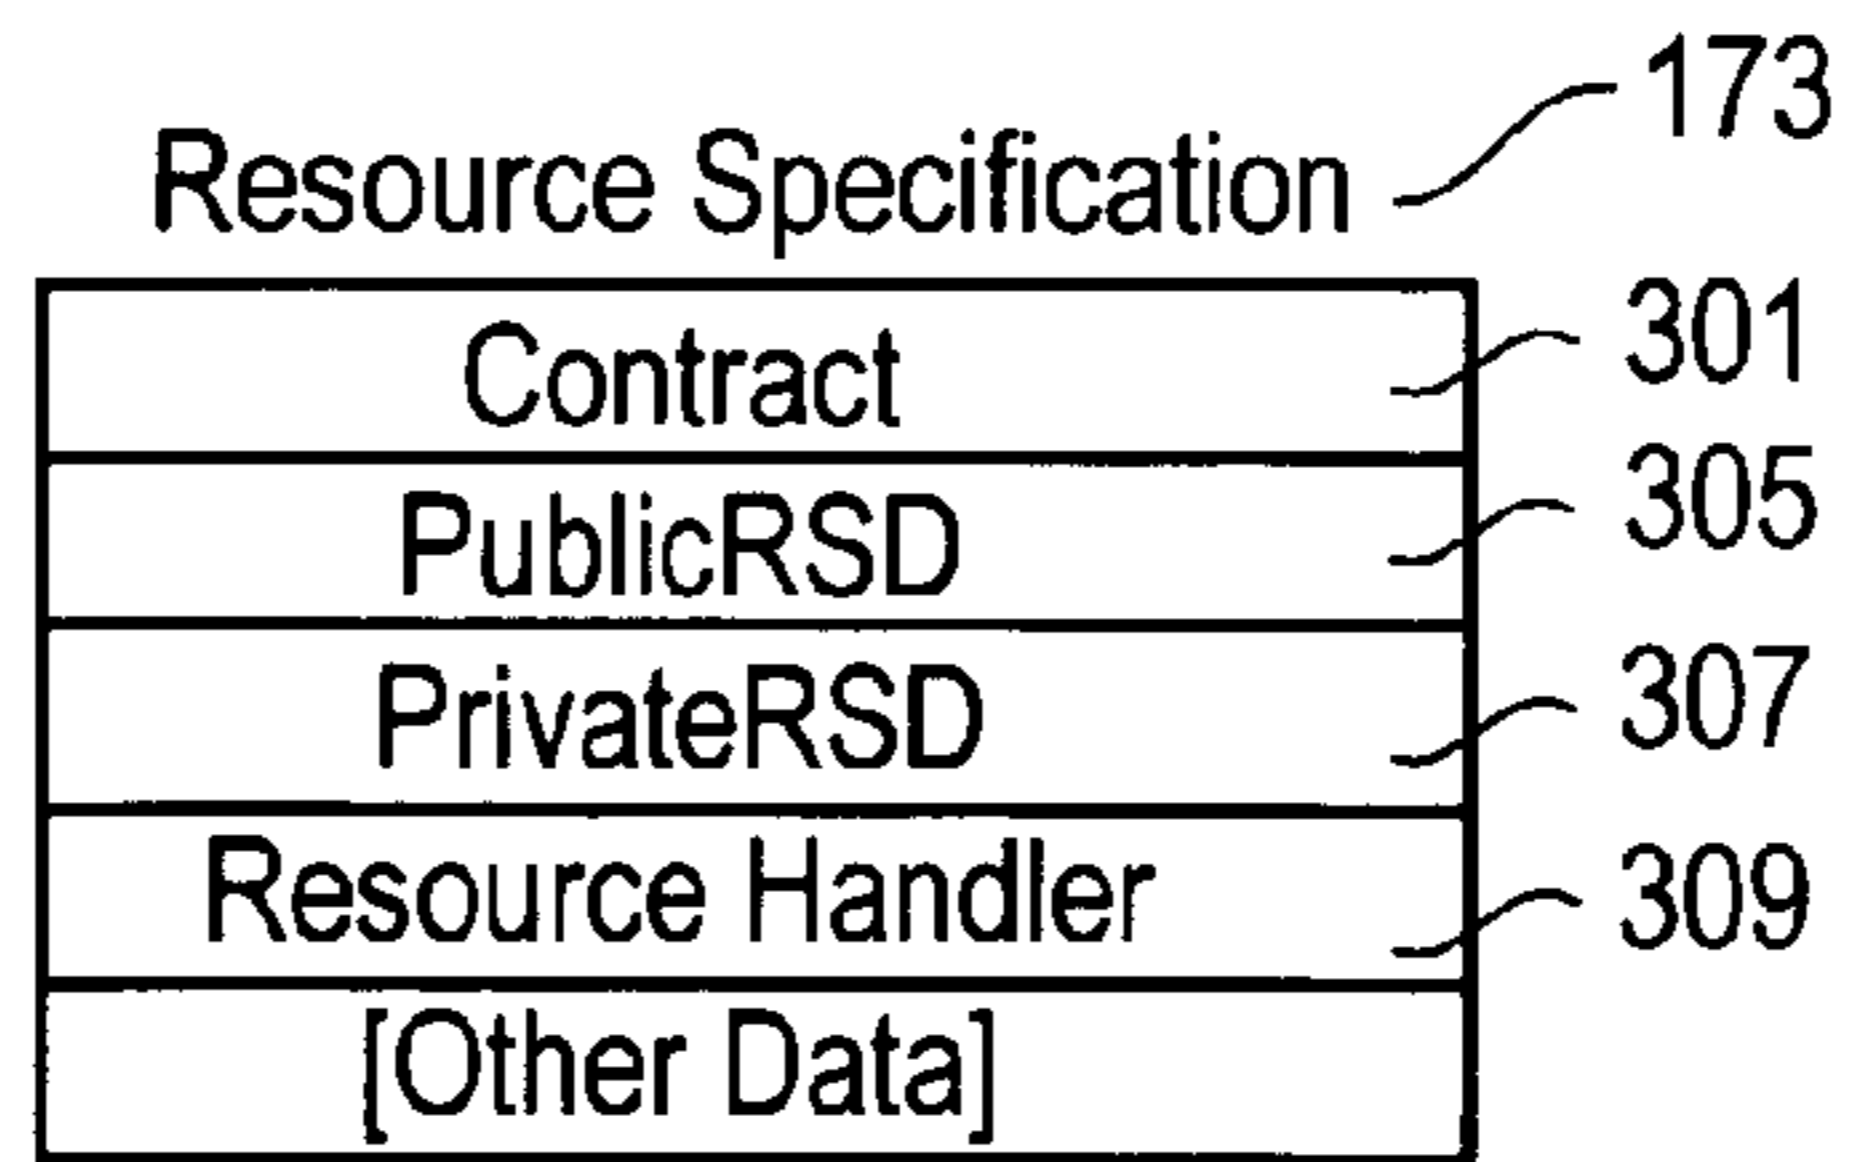 173
Resource Specification
Contract 301
PublicRSD 305
PrivateRSD 307
Resource Handler 309
[Other Data]